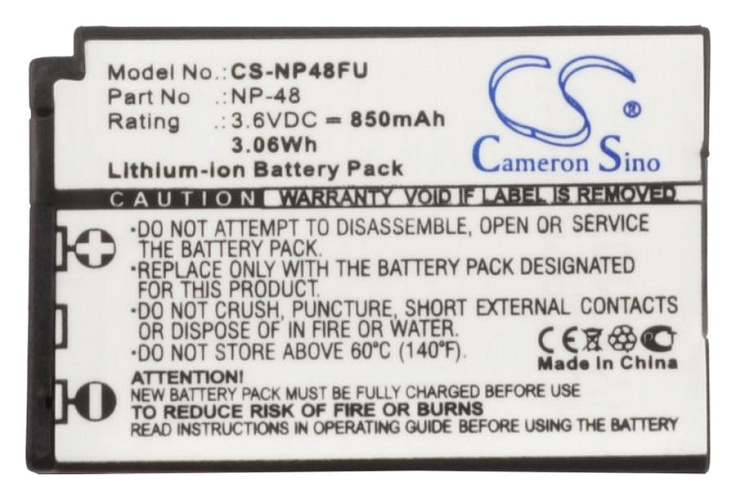 Model No.: CS-NP48FU
Part No : NP-48
Rating : 3.6VDC = 850mAh
3.06Wh
Lithium-ion Battery Pack
CS®
Cameron Sino
CAUTION WARRANTY VOID IF LABEL IS REMOVED
•DO NOT ATTEMPT TO DISASSEMBLE, OPEN OR SERVICE
THE BATTERY PACK.
•REPLACE ONLY WITH THE BATTERY PACK DESIGNATED
FOR THIS PRODUCT.
•DO NOT CRUSH, PUNCTURE, SHORT EXTERNAL CONTACTS
OR DISPOSE OF IN FIRE OR WATER.
•DO NOT STORE ABOVE 60°C (140°F).
CE
Made In China
ATTENTION!
NEW BATTERY PACK MUST BE FULLY CHARGED BEFORE USE
TO REDUCE RISK OF FIRE OR BURNS
READ INSTRUCTIONS IN OPERATING GUIDE BEFORE USING BATTERY